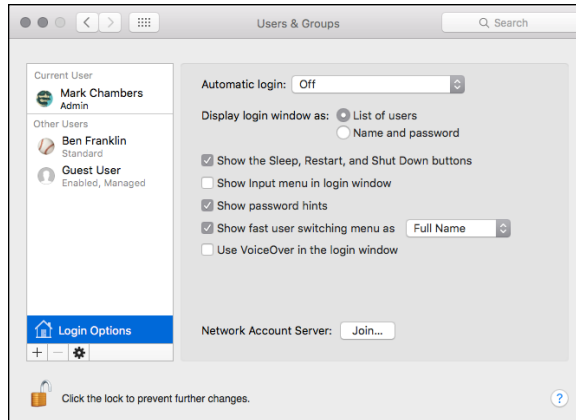 Users & Groups
Search
Current User
Mark Chambers
Admin
Other Users
Ben Franklin
Standard
Guest User
Enabled, Managed
Login Options
Automatic login: Off
Display login window as: List of users
Name and password
Show the Sleep, Restart, and Shut Down buttons
Show Input menu in login window
Show password hints
Show fast user switching menu as Full Name
Use VoiceOver in the login window
Network Account Server: Join...
Click the lock to prevent further changes.
?